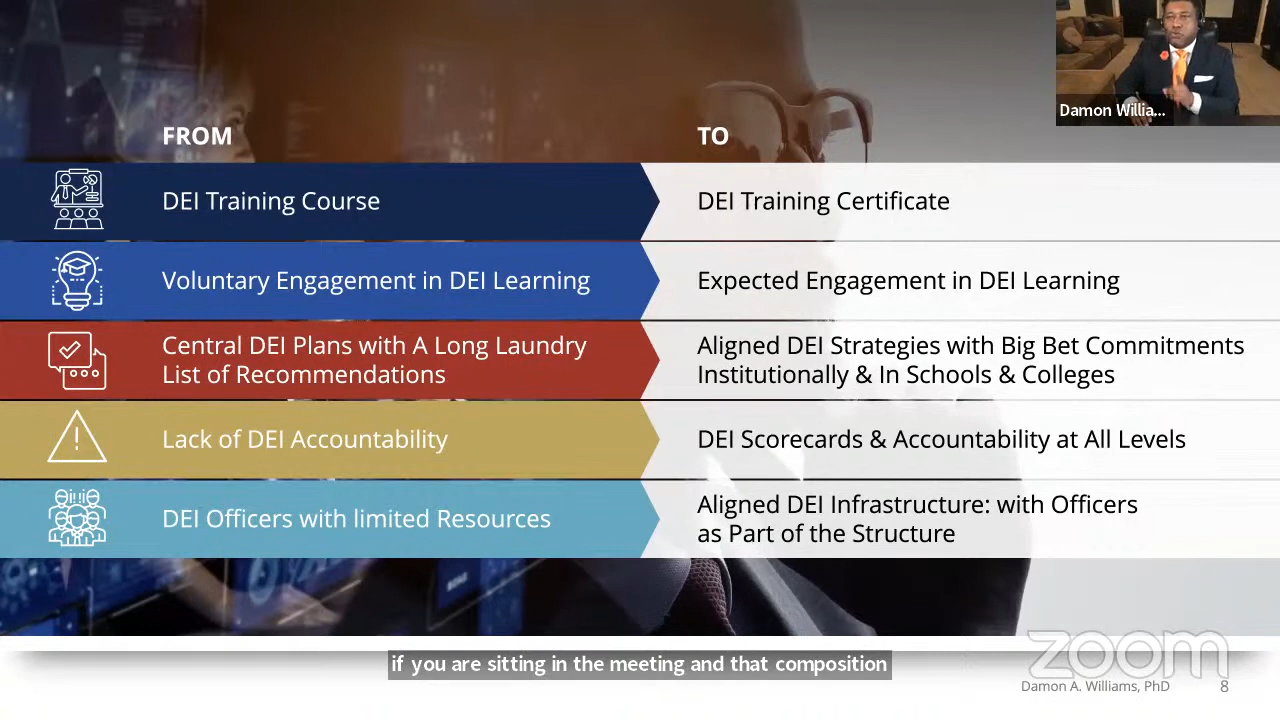 Damon Willia...
FROM
TO
DEI Training Course
DEI Training Certificate
Voluntary Engagement in DEI Learning
Expected Engagement in DEI Learning
Central DEI Plans with A Long Laundry
List of Recommendations
Aligned DEI Strategies with Big Bet Commitments
Institutionally & In Schools & Colleges
Lack of DEI Accountability
DEI Scorecards & Accountability at All Levels
DEI Officers with limited Resources
Aligned DEI Infrastructure: with Officers
as Part of the Structure
zoom
if you are sitting in the meeting and that composition
Damon A. Williams, PhD
8